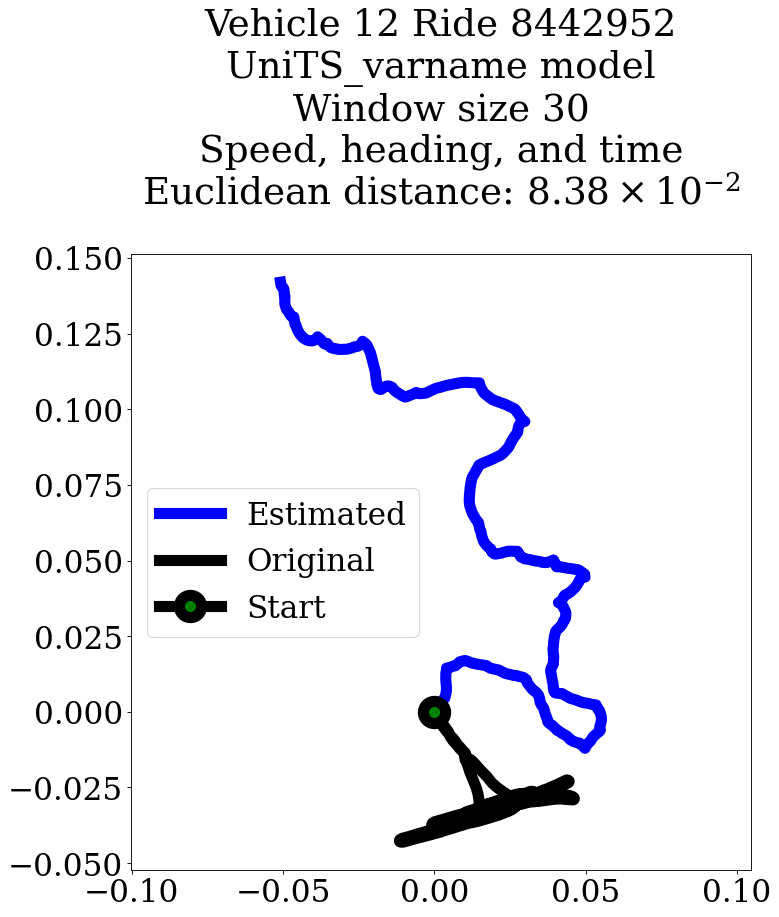 Vehicle 12 Ride 8442952
UniTS_varname model
Window size 30
Speed, heading, and time
Euclidean distance: 8.38 × 10⁻²
0.150
0.125
0.100
0.075
0.050
0.025
0.000
−0.025
−0.050
Estimated
Original
Start
−0.10 −0.05 0.00 0.05 0.10